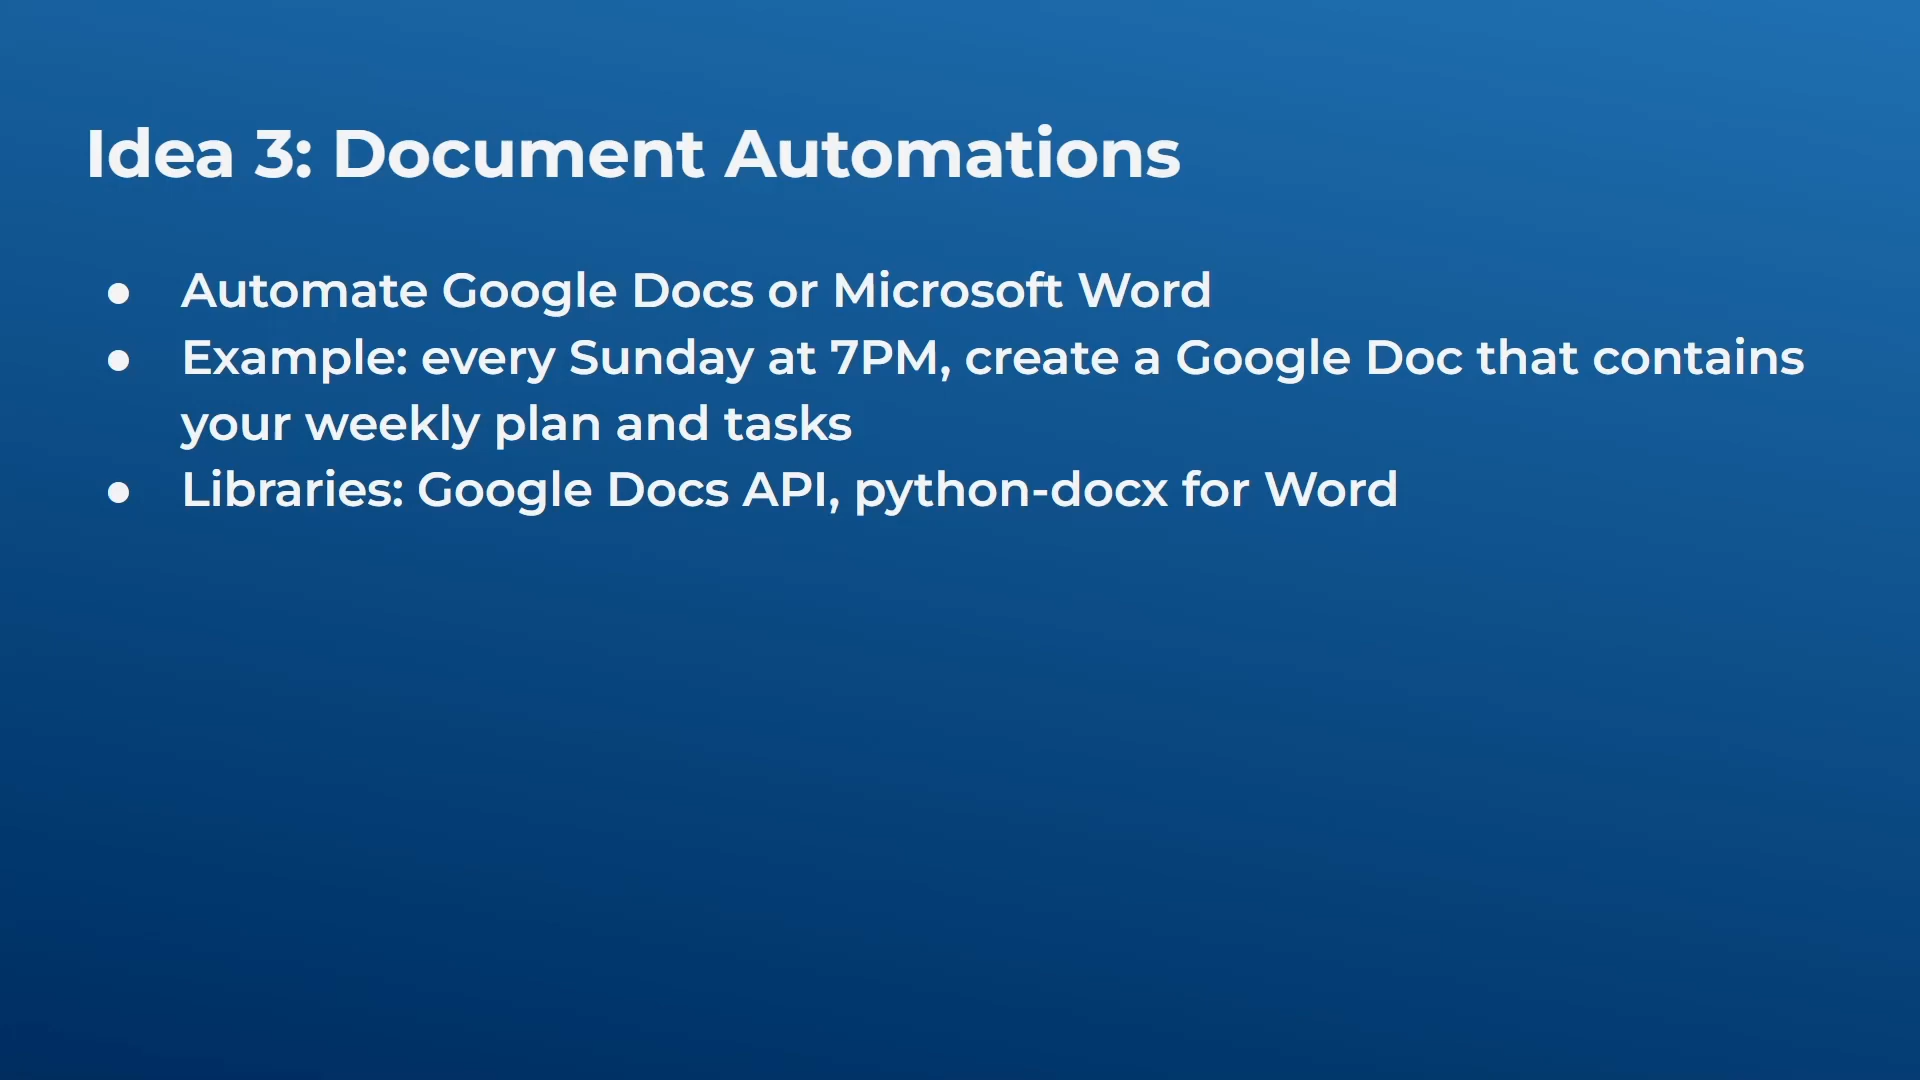 Idea 3: Document Automations
● Automate Google Docs or Microsoft Word
● Example: every Sunday at 7PM, create a Google Doc that contains
your weekly plan and tasks
● Libraries: Google Docs API, python-docx for Word